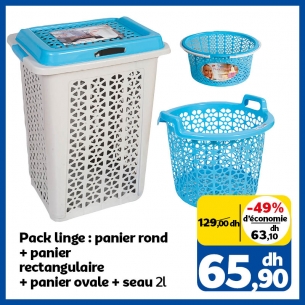 129,00 dh
-49%
d'économie
dh
63,10
Pack linge : panier rond
+ panier
rectangulaire
+ panier ovale + seau 2l
65,90 dh